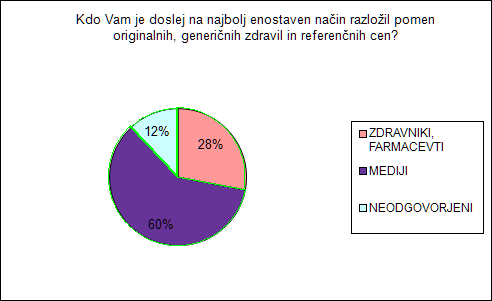 Kdo Vam je doslej na najbolj enostaven način razložil pomen
originalnih, generičnih zdravil in referenčnih cen?
12%
28%
60%
ZDRAVNIKI,
FARMACEVTI
MEDIJI
NEODGOVORJENI